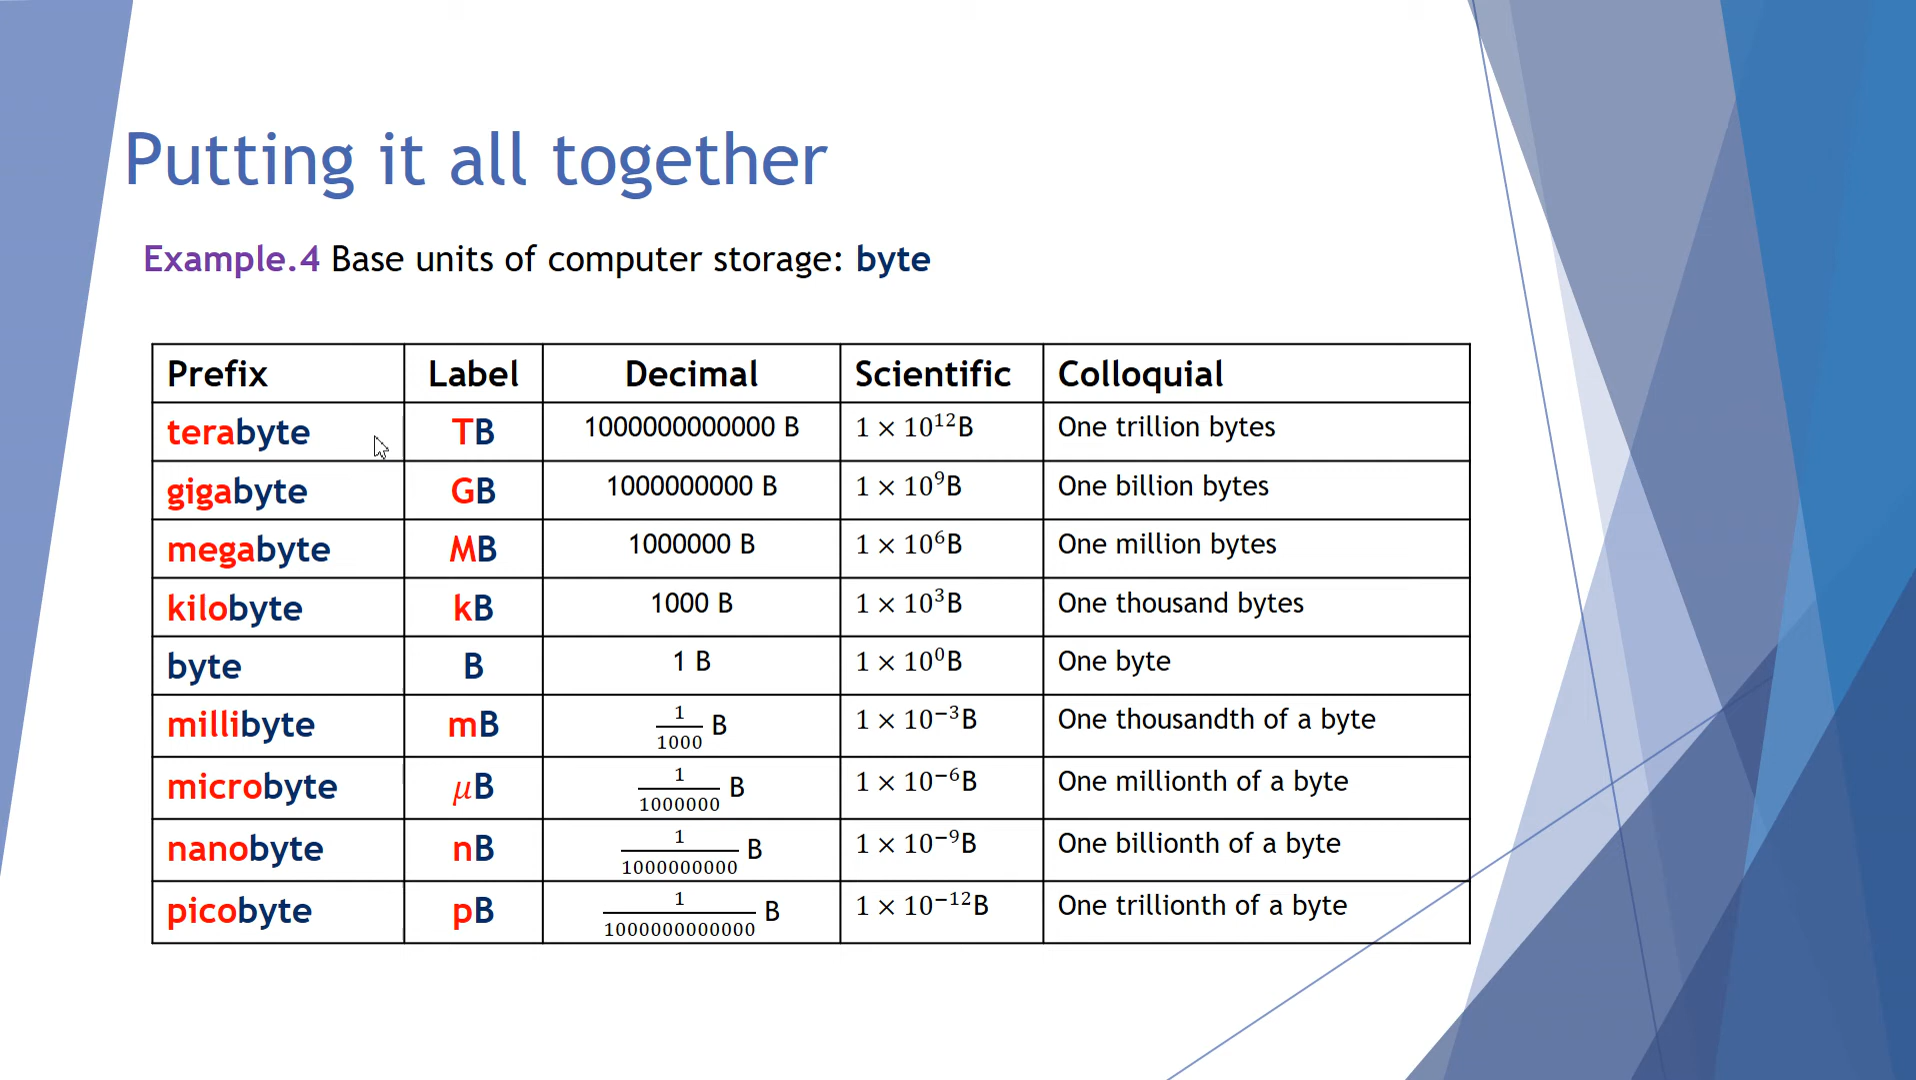 Putting it all together
Example.4 Base units of computer storage: byte
Prefix Label Decimal Scientific Colloquial
terabyte TB 1000000000000 B 1 × 10¹²B One trillion bytes
gigabyte GB 1000000000 B 1 × 10⁹B One billion bytes
megabyte MB 1000000 B 1 × 10⁶B One million bytes
kilobyte kB 1000 B 1 × 10³B One thousand bytes
byte B 1 B 1 × 10⁰B One byte
millibyte mB 1/1000 B 1 × 10⁻³B One thousandth of a byte
microbyte μB 1/1000000 B 1 × 10⁻⁶B One millionth of a byte
nanobyte nB 1/1000000000 B 1 × 10⁻⁹B One billionth of a byte
picobyte pB 1/1000000000000 B 1 × 10⁻¹²B One trillionth of a byte